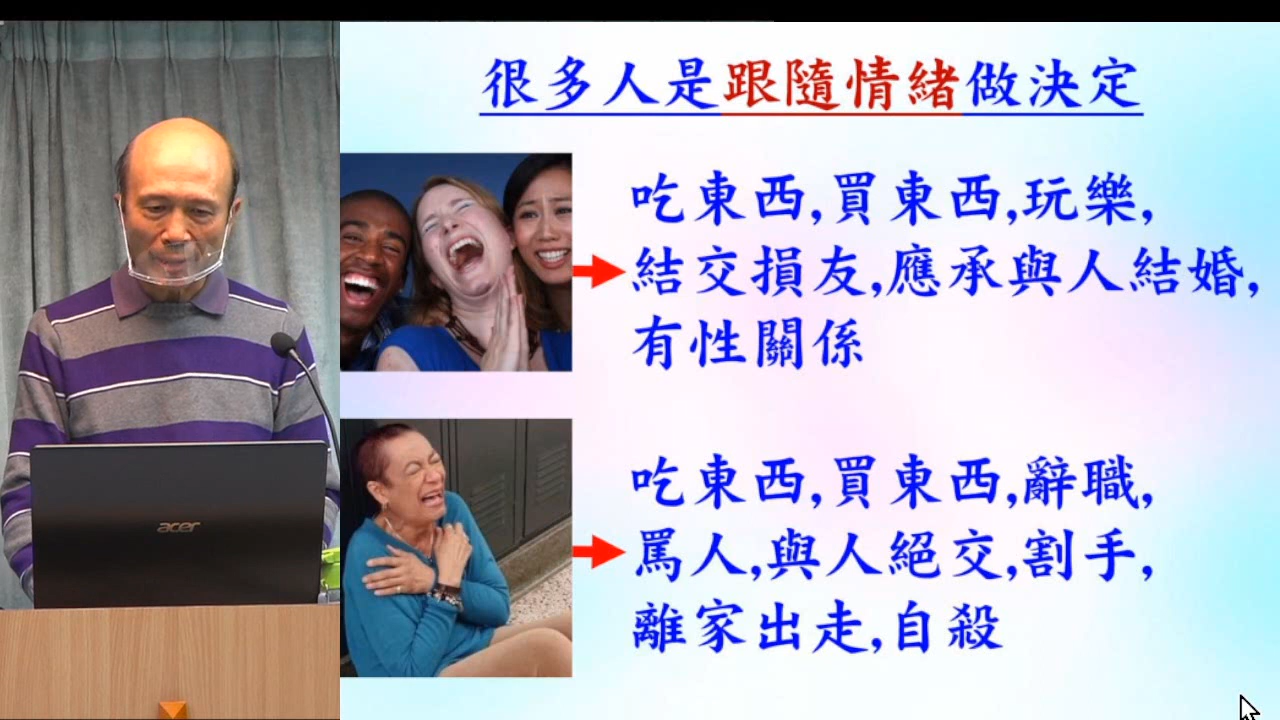 很多人是跟隨情緒做決定
吃東西,買東西,玩樂,
結交損友,應承與人結婚,
有性關係
吃東西,買東西,辭職,
罵人,與人絕交,割手,
離家出走,自殺
acer